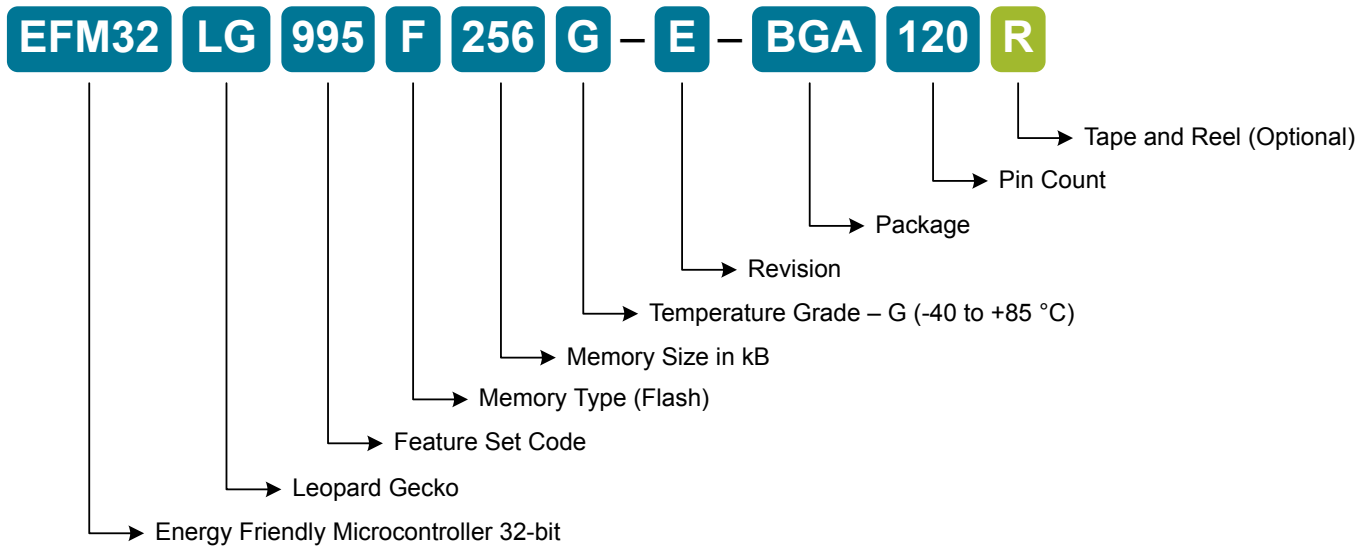 EFM32 LG 995 F 256 G – E – BGA 120 R
Tape and Reel (Optional)
Pin Count
Package
Revision
Temperature Grade – G (-40 to +85 °C)
Memory Size in kB
Memory Type (Flash)
Feature Set Code
Leopard Gecko
Energy Friendly Microcontroller 32-bit